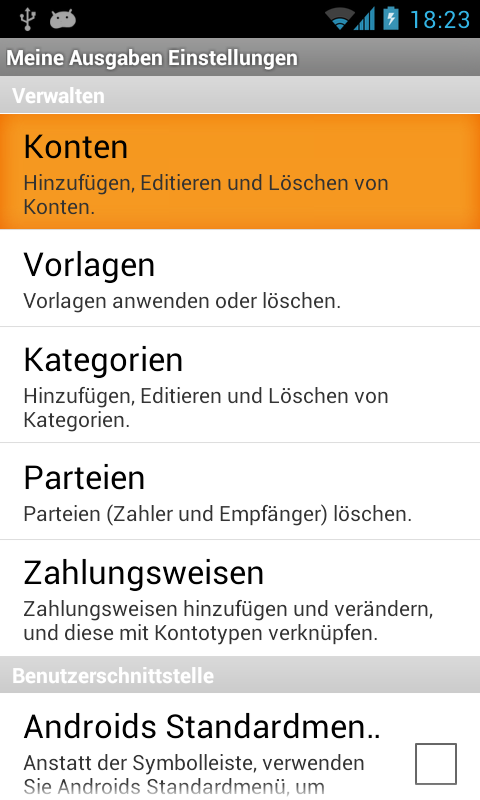 18:23
Meine Ausgaben Einstellungen
Verwalten
Konten
Hinzufügen, Editieren und Löschen von
Konten.
Vorlagen
Vorlagen anwenden oder löschen.
Kategorien
Hinzufügen, Editieren und Löschen von
Kategorien.
Parteien
Parteien (Zahler und Empfänger) löschen.
Zahlungsweisen
Zahlungsweisen hinzufügen und verändern,
und diese mit Kontotypen verknüpfen.
Benutzerschnittstelle
Androids Standardmen..
Anstatt der Symbolleiste, verwenden
Sie Androids Standardmenü, um